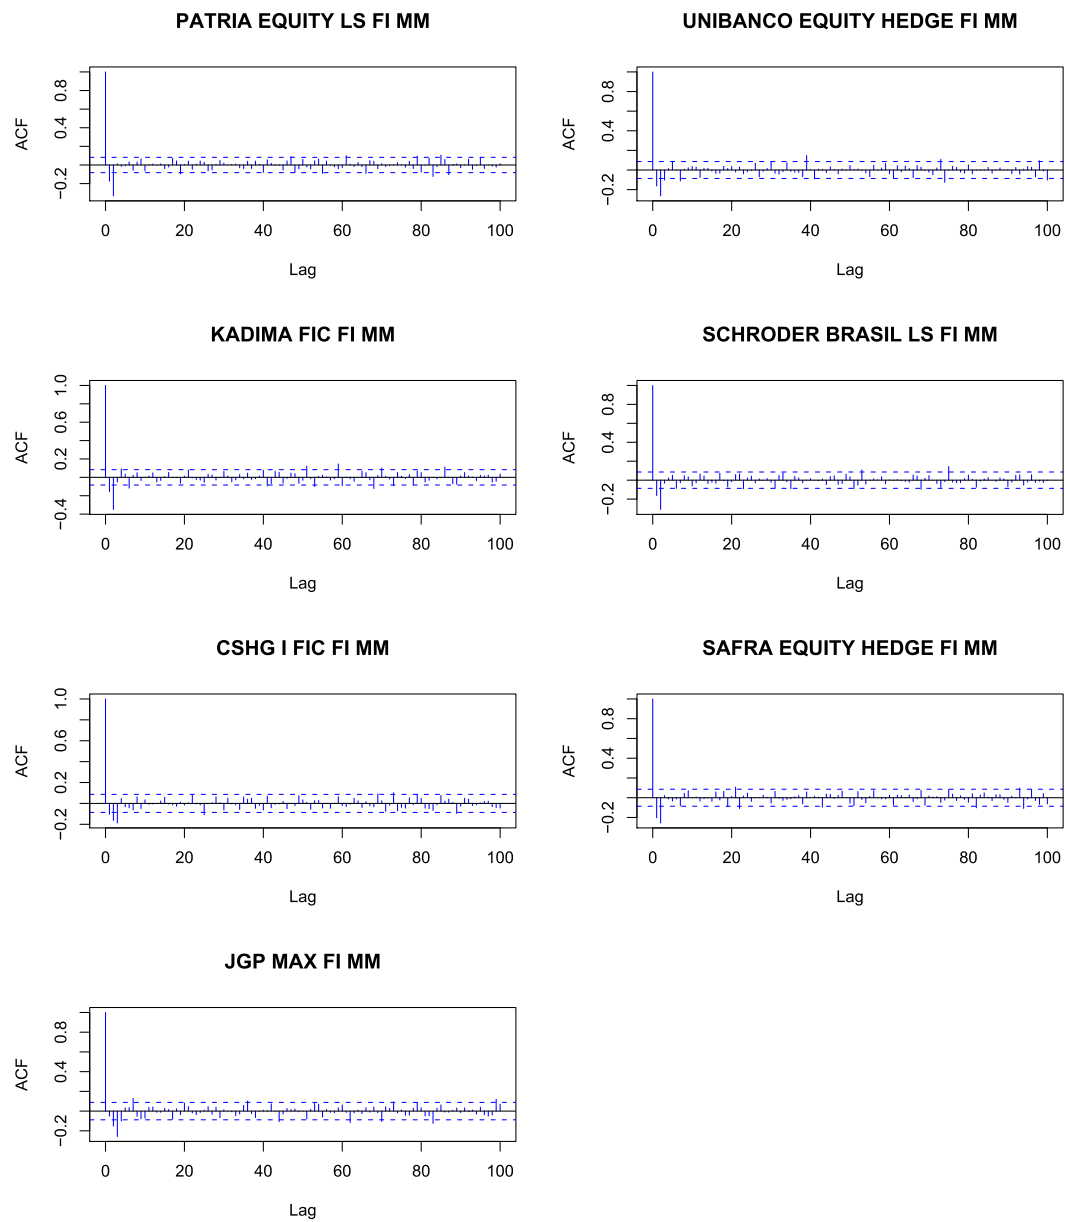 PATRIA EQUITY LS FI MM
ACF
0.8
0.4
−0.2
0 20 40 60 80 100
Lag
UNIBANCO EQUITY HEDGE FI MM
ACF
0.8
0.4
−0.2
0 20 40 60 80 100
Lag
KADIMA FIC FI MM
ACF
1.0
0.6
0.2
−0.4
0 20 40 60 80 100
Lag
SCHRODER BRASIL LS FI MM
ACF
0.8
0.4
−0.2
0 20 40 60 80 100
Lag
CSHG I FIC FI MM
ACF
1.0
0.6
0.2
−0.2
0 20 40 60 80 100
Lag
SAFRA EQUITY HEDGE FI MM
ACF
0.8
0.4
−0.2
0 20 40 60 80 100
Lag
JGP MAX FI MM
ACF
0.8
0.4
−0.2
0 20 40 60 80 100
Lag